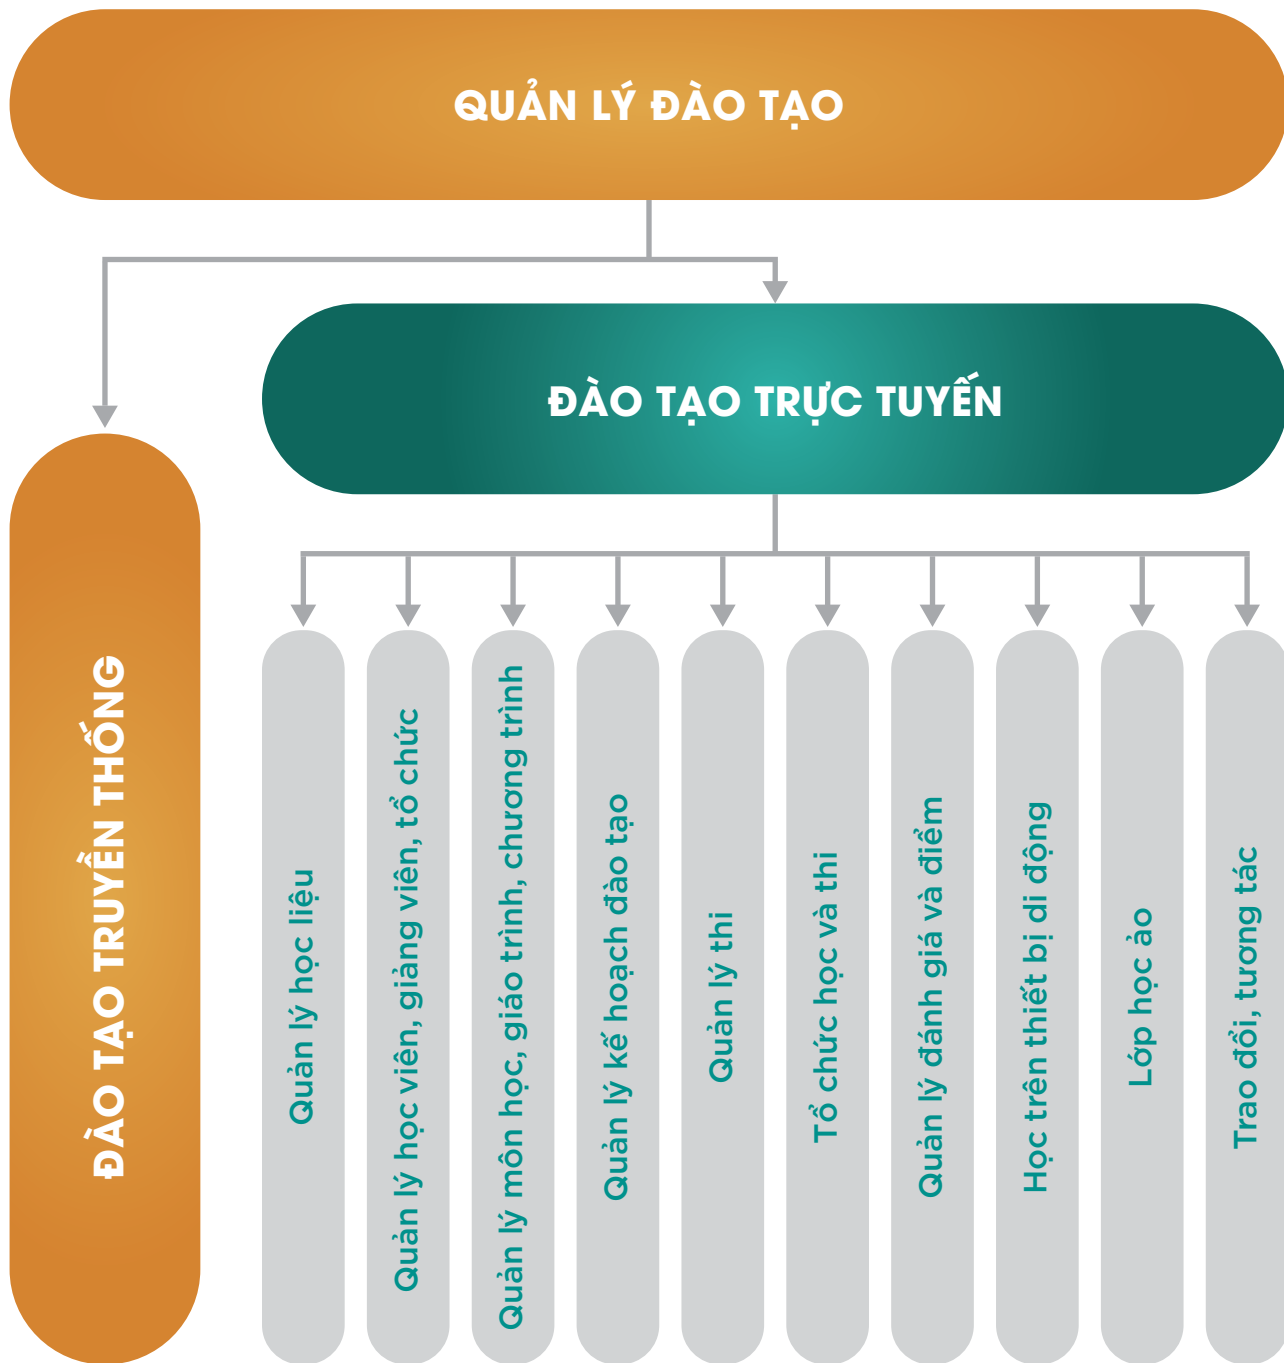 QUẢN LÝ ĐÀO TẠO
ĐÀO TẠO TRỰC TUYẾN
ĐÀO TẠO TRUYỀN THỐNG
Quản lý học liệu
Quản lý học viên, giảng viên, tổ chức
Quản lý môn học, giáo trình, chương trình
Quản lý kế hoạch đào tạo
Quản lý thi
Tổ chức học và thi
Quản lý đánh giá và điểm
Học trên thiết bị di động
Lớp học ảo
Trao đổi, tương tác